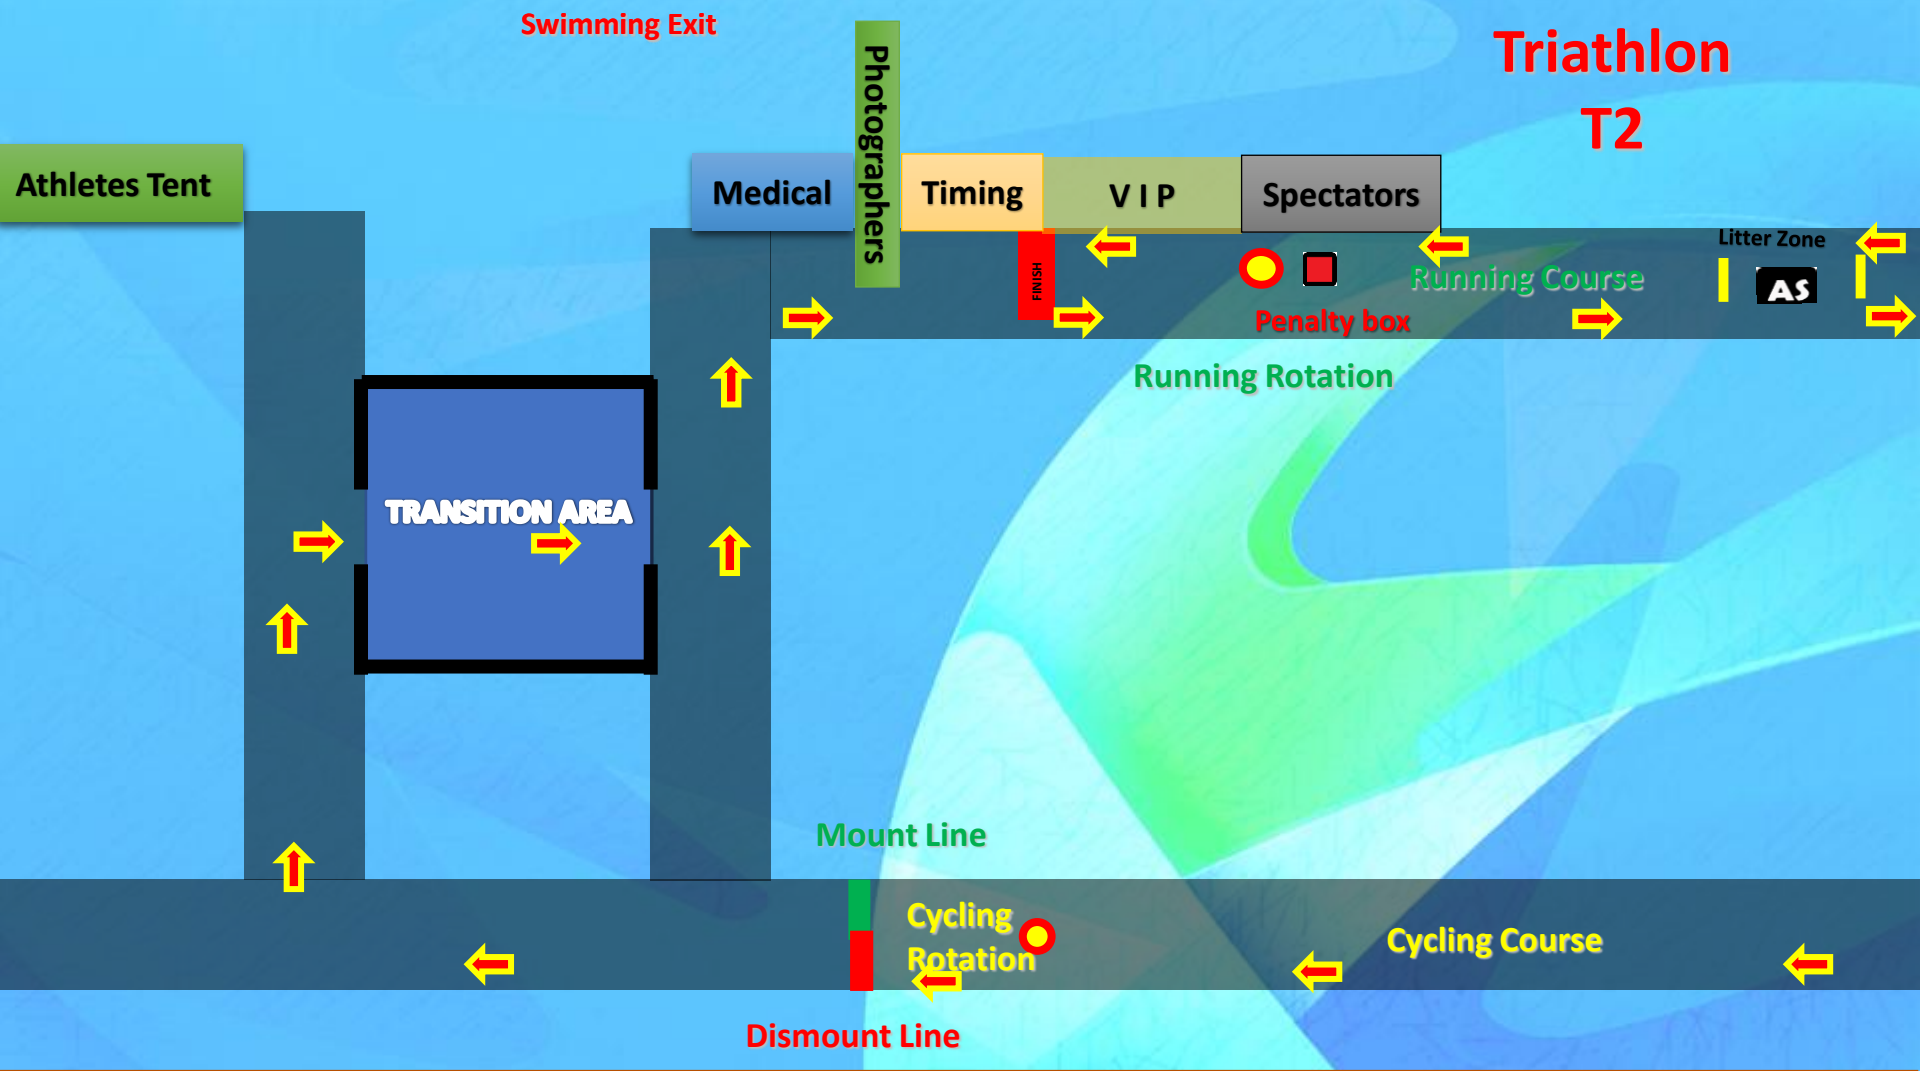 Swimming Exit
Triathlon
T2
Photographers
Athletes Tent
Medical
Timing
V I P
Spectators
Litter Zone
FINISH
Running Course
AS
Penalty box
Running Rotation
TRANSITION AREA
Mount Line
Cycling
Rotation
Cycling Course
Dismount Line